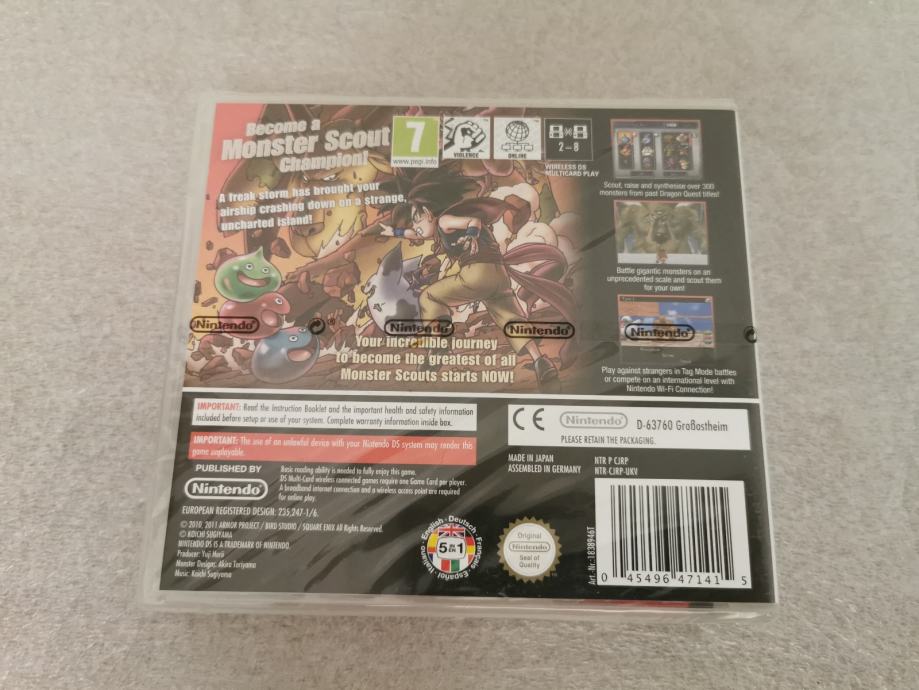 Become a
Monster Scout
Champion!
A freak storm has brought your
airship crashing down on a strange,
uncharted island!
7
www.pegi.info
VIOLENCE
ONLINE
2-8
WIRELESS DS
MULTICARD PLAY
Scout, raise and synthesise over 300
monsters from past Dragon Quest titles!
Battle gigantic monsters on an
unprecedented scale and scout them
for your own!
Nintendo
®
Nintendo
Nintendo
Nintendo
Your incredible journey
to become the greatest of all
Monster Scouts starts NOW!
Play against strangers in Tag Mode battles
or compete on an international level with
Nintendo Wi-Fi Connection!
IMPORTANT: Read the Instruction Booklet and the important health and safety information
included before setup or use of your system. Complete warranty information inside box.
IMPORTANT: The use of an unlawful device with your Nintendo DS system may render this
game unplayable.
CE
Nintendo
D-63760 Großostheim
PLEASE RETAIN THE PACKAGING.
PUBLISHED BY
Nintendo
Basic reading ability is needed to fully enjoy this game.
DS Multi-Card wireless connected games require one Game Card per player.
A broadband internet connection and a wireless access point are required
for online play.
EUROPEAN REGISTERED DESIGN: 235,247-1/6.
© 2010, 2011 ARMOR PROJECT / BIRD STUDIO / SQUARE ENIX All Rights Reserved.
© KOICHI SUGIYAMA
NINTENDO DS IS A TRADEMARK OF NINTENDO.
Producer: Yuji Horii
Monster Designs: Akira Toriyama
Music: Koichi Sugiyama
MADE IN JAPAN
ASSEMBLED IN GERMANY
NTR P CJRP
NTR-CJRP-UKV
English · Deutsch · Français · Español · Italiano
5 in 1
Original
Nintendo
Seal of
Quality
Art.-Nr.: 1838946T
0 45496 47141 5